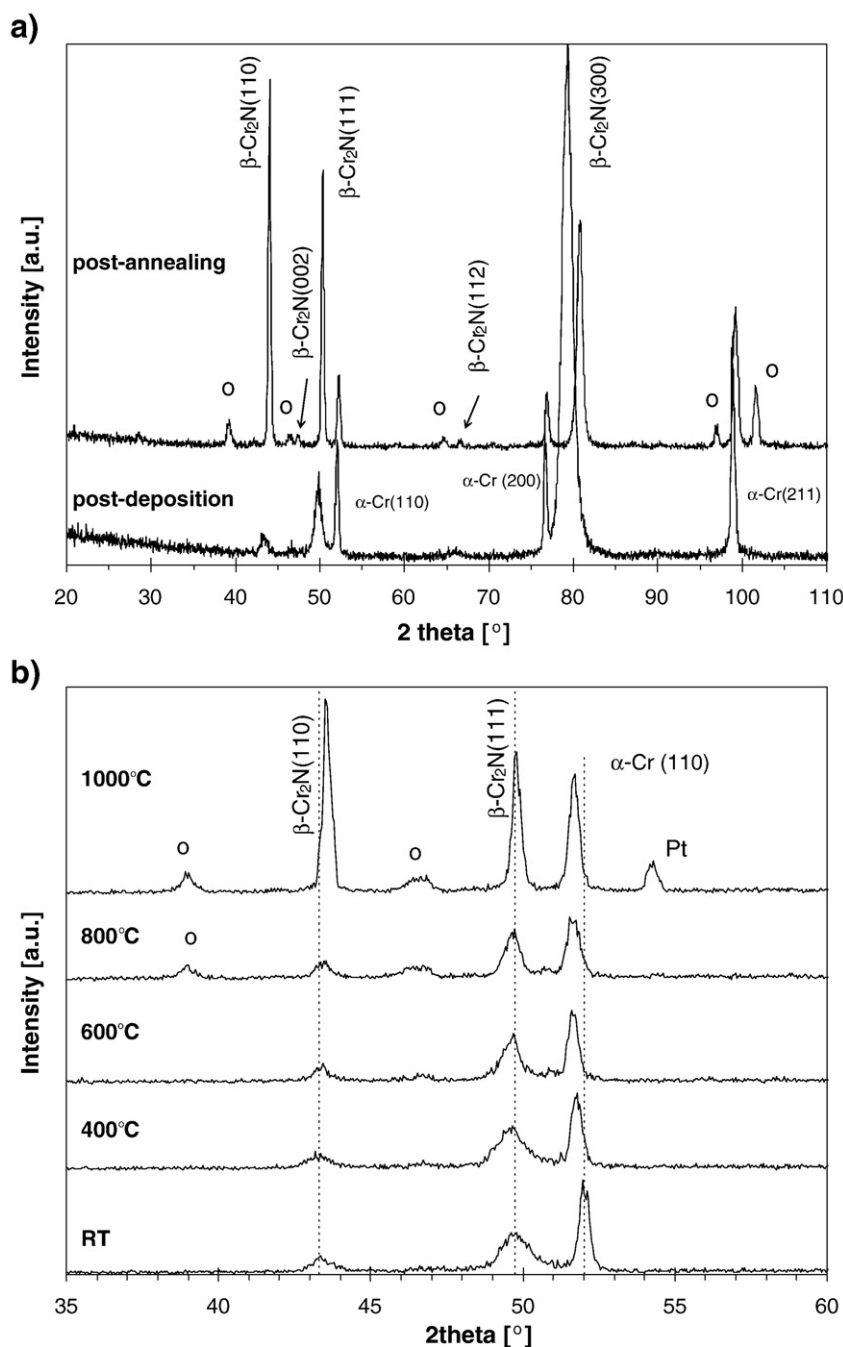 a)
β-Cr₂N(110)
β-Cr₂N(002)
β-Cr₂N(111)
β-Cr₂N(112)
β-Cr₂N(300)
post-annealing
o
o
o
o
o
post-deposition
α-Cr(110)
α-Cr (200)
α-Cr(211)
Intensity [a.u.]
20 30 40 50 60 70 80 90 100 110
2 theta [°]
b)
β-Cr₂N(110)
β-Cr₂N(111)
α-Cr (110)
1000°C
o
o
Pt
800°C
o
600°C
400°C
RT
Intensity [a.u.]
35 40 45 50 55 60
2theta [°]